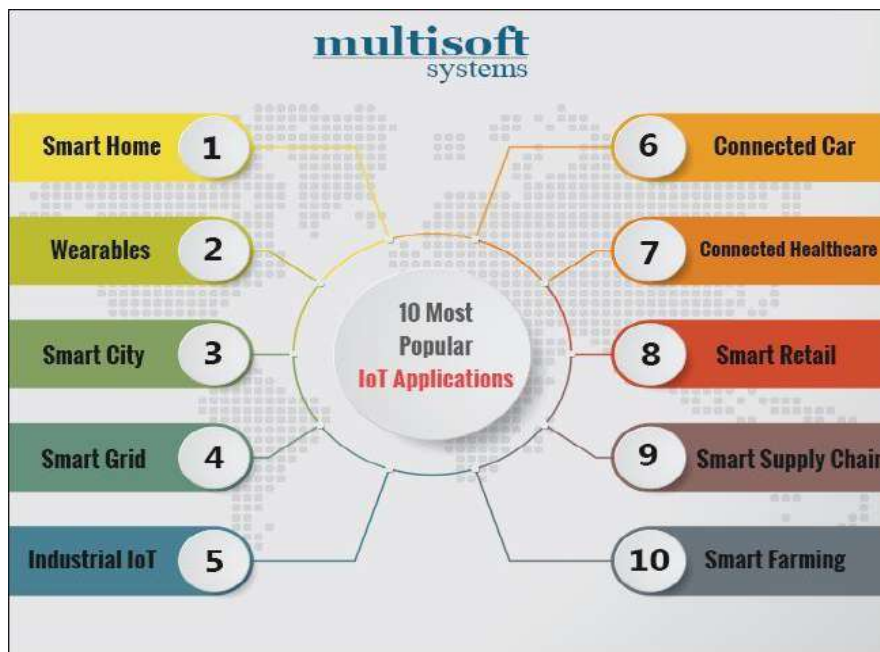 multisoft
systems
Smart Home 1
Wearables 2
Smart City 3
Smart Grid 4
Industrial IoT 5
10 Most
Popular
IoT Applications
6 Connected Car
7 Connected Healthcare
8 Smart Retail
9 Smart Supply Chain
10 Smart Farming